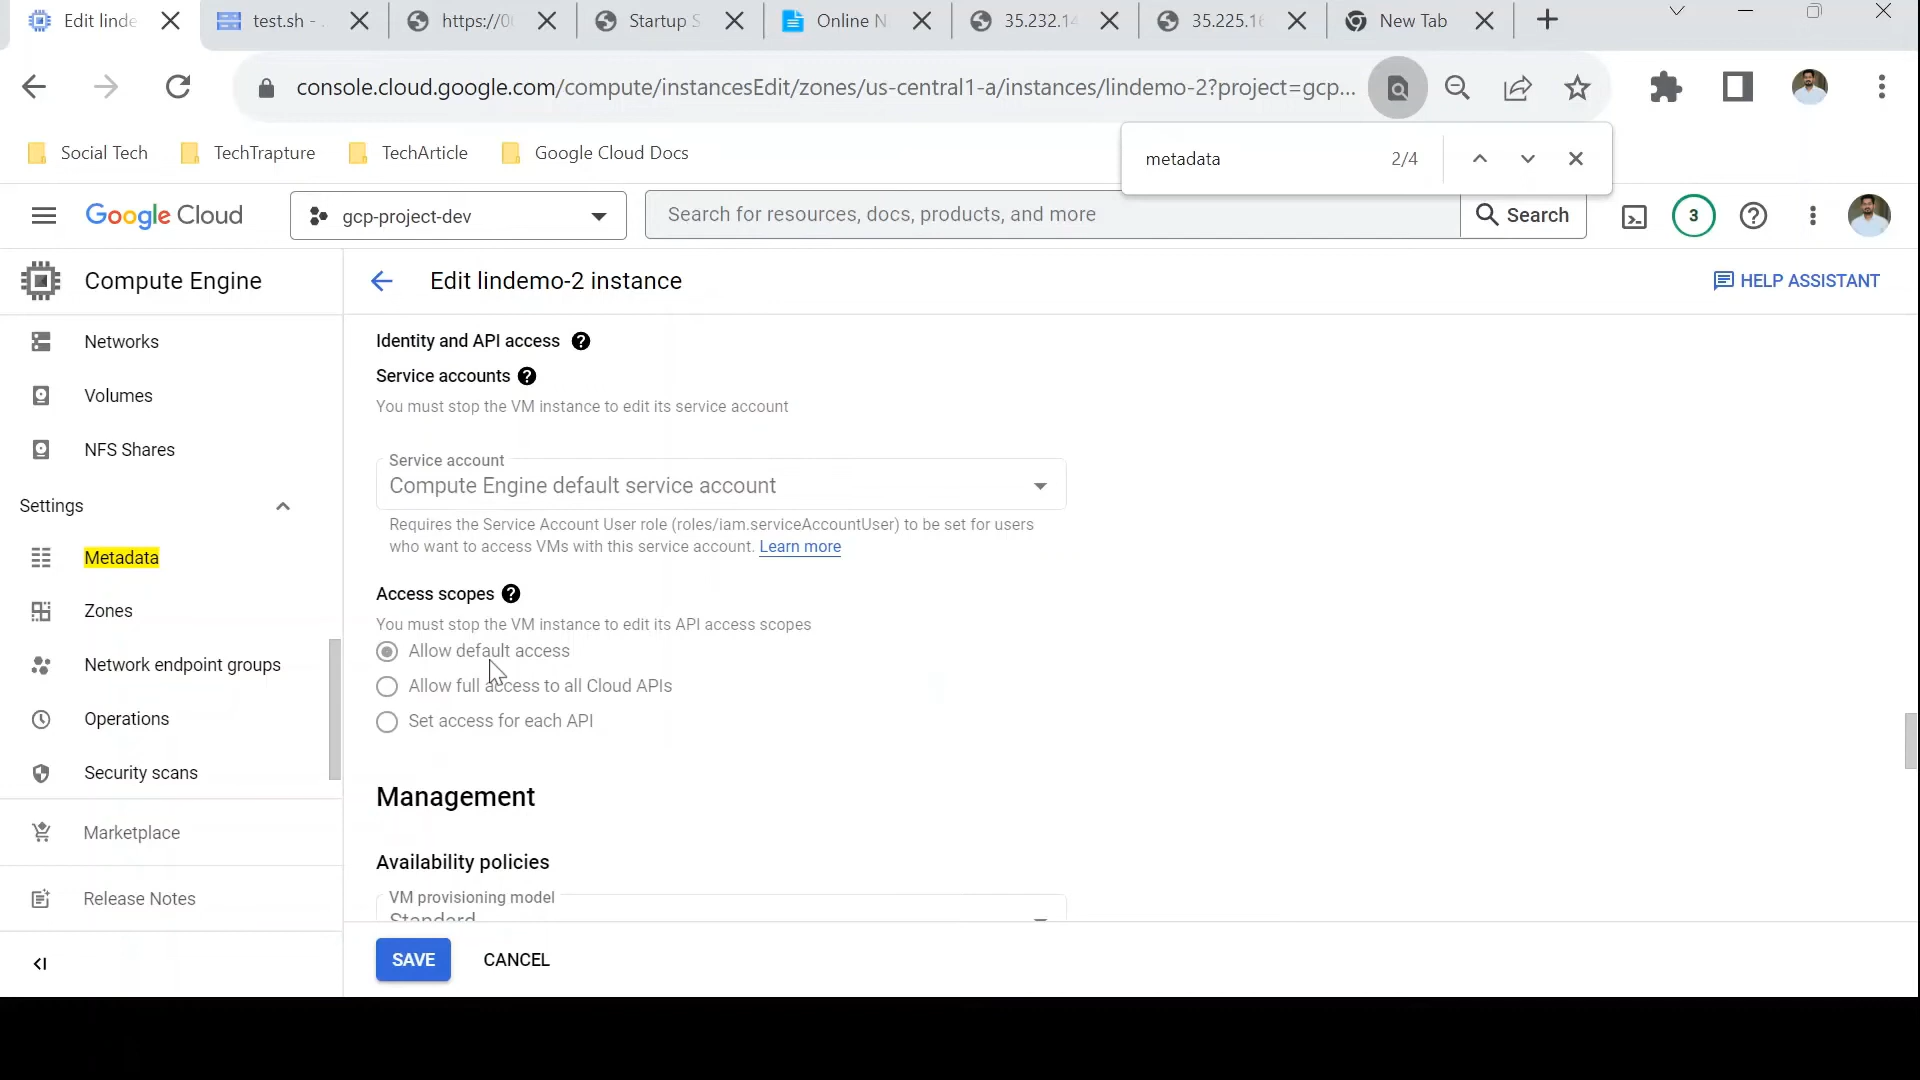 Edit linde
test.sh - .
https://0
Startup S
Online N
35.232.14
35.225.16
New Tab
console.cloud.google.com/compute/instancesEdit/zones/us-central1-a/instances/lindemo-2?project=gcp...
Social Tech
TechTrapture
TechArticle
Google Cloud Docs
metadata
2/4
Google Cloud
gcp-project-dev
Search for resources, docs, products, and more
Search
3
Compute Engine
Edit lindemo-2 instance
HELP ASSISTANT
Networks
Volumes
NFS Shares
Settings
Metadata
Zones
Network endpoint groups
Operations
Security scans
Marketplace
Release Notes
Identity and API access
Service accounts
You must stop the VM instance to edit its service account
Service account
Compute Engine default service account
Requires the Service Account User role (roles/iam.serviceAccountUser) to be set for users
who want to access VMs with this service account. Learn more
Access scopes
You must stop the VM instance to edit its API access scopes
Allow default access
Allow full access to all Cloud APIs
Set access for each API
Management
Availability policies
VM provisioning model
Standard
SAVE
CANCEL